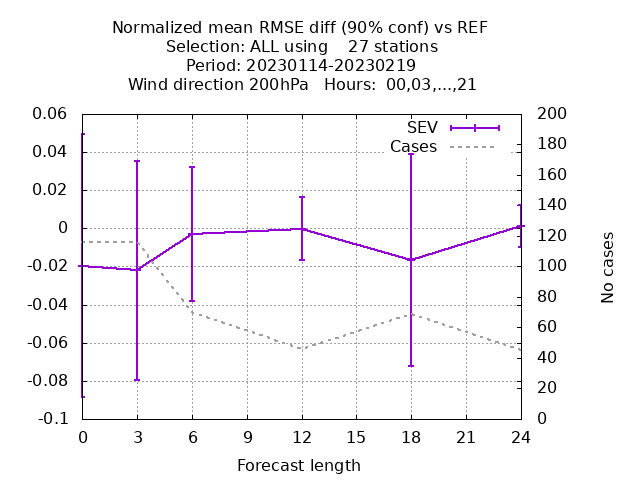 Normalized mean RMSE diff (90% conf) vs REF
Selection: ALL using    27 stations
Period: 20230114-20230219
Wind direction 200hPa   Hours:  00,03,...,21
0.06
0.04
0.02
0
-0.02
-0.04
-0.06
-0.08
-0.1
SEV
Cases
200
180
160
140
120
100
80
60
40
20
0
No cases
0 3 6 9 12 15 18 21 24
Forecast length